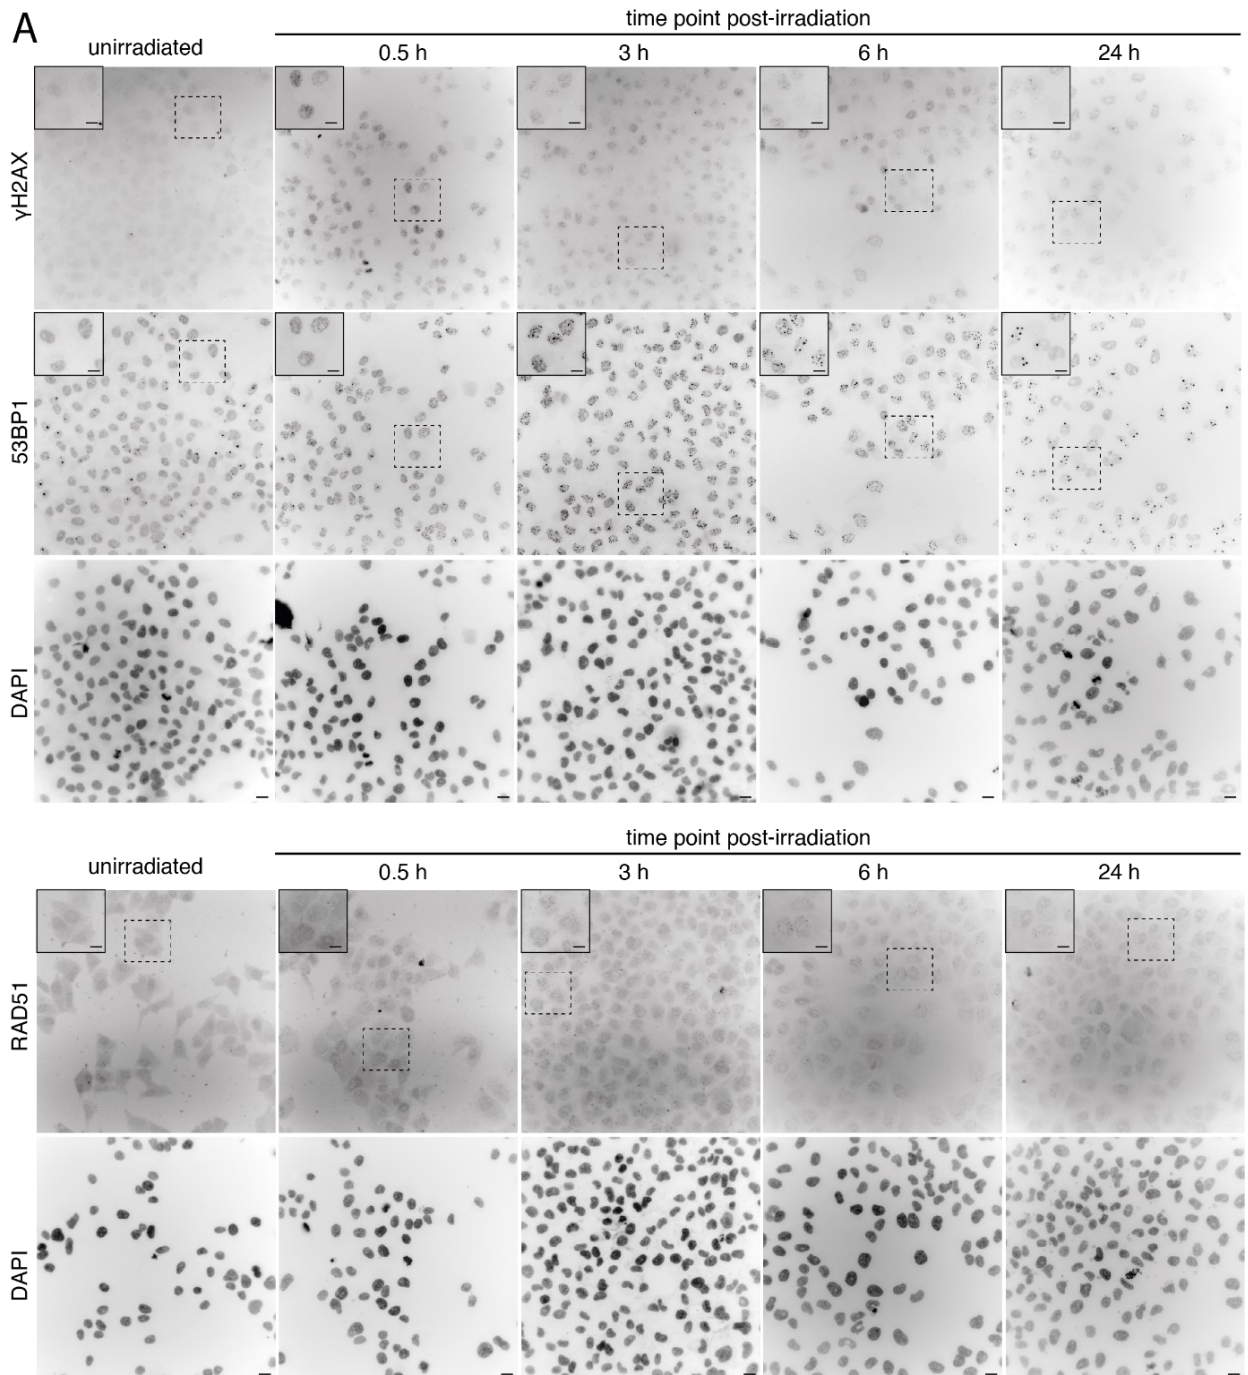 A
time point post-irradiation
unirradiated 0.5 h 3 h 6 h 24 h
γH2AX
53BP1
DAPI
time point post-irradiation
unirradiated 0.5 h 3 h 6 h 24 h
RAD51
DAPI